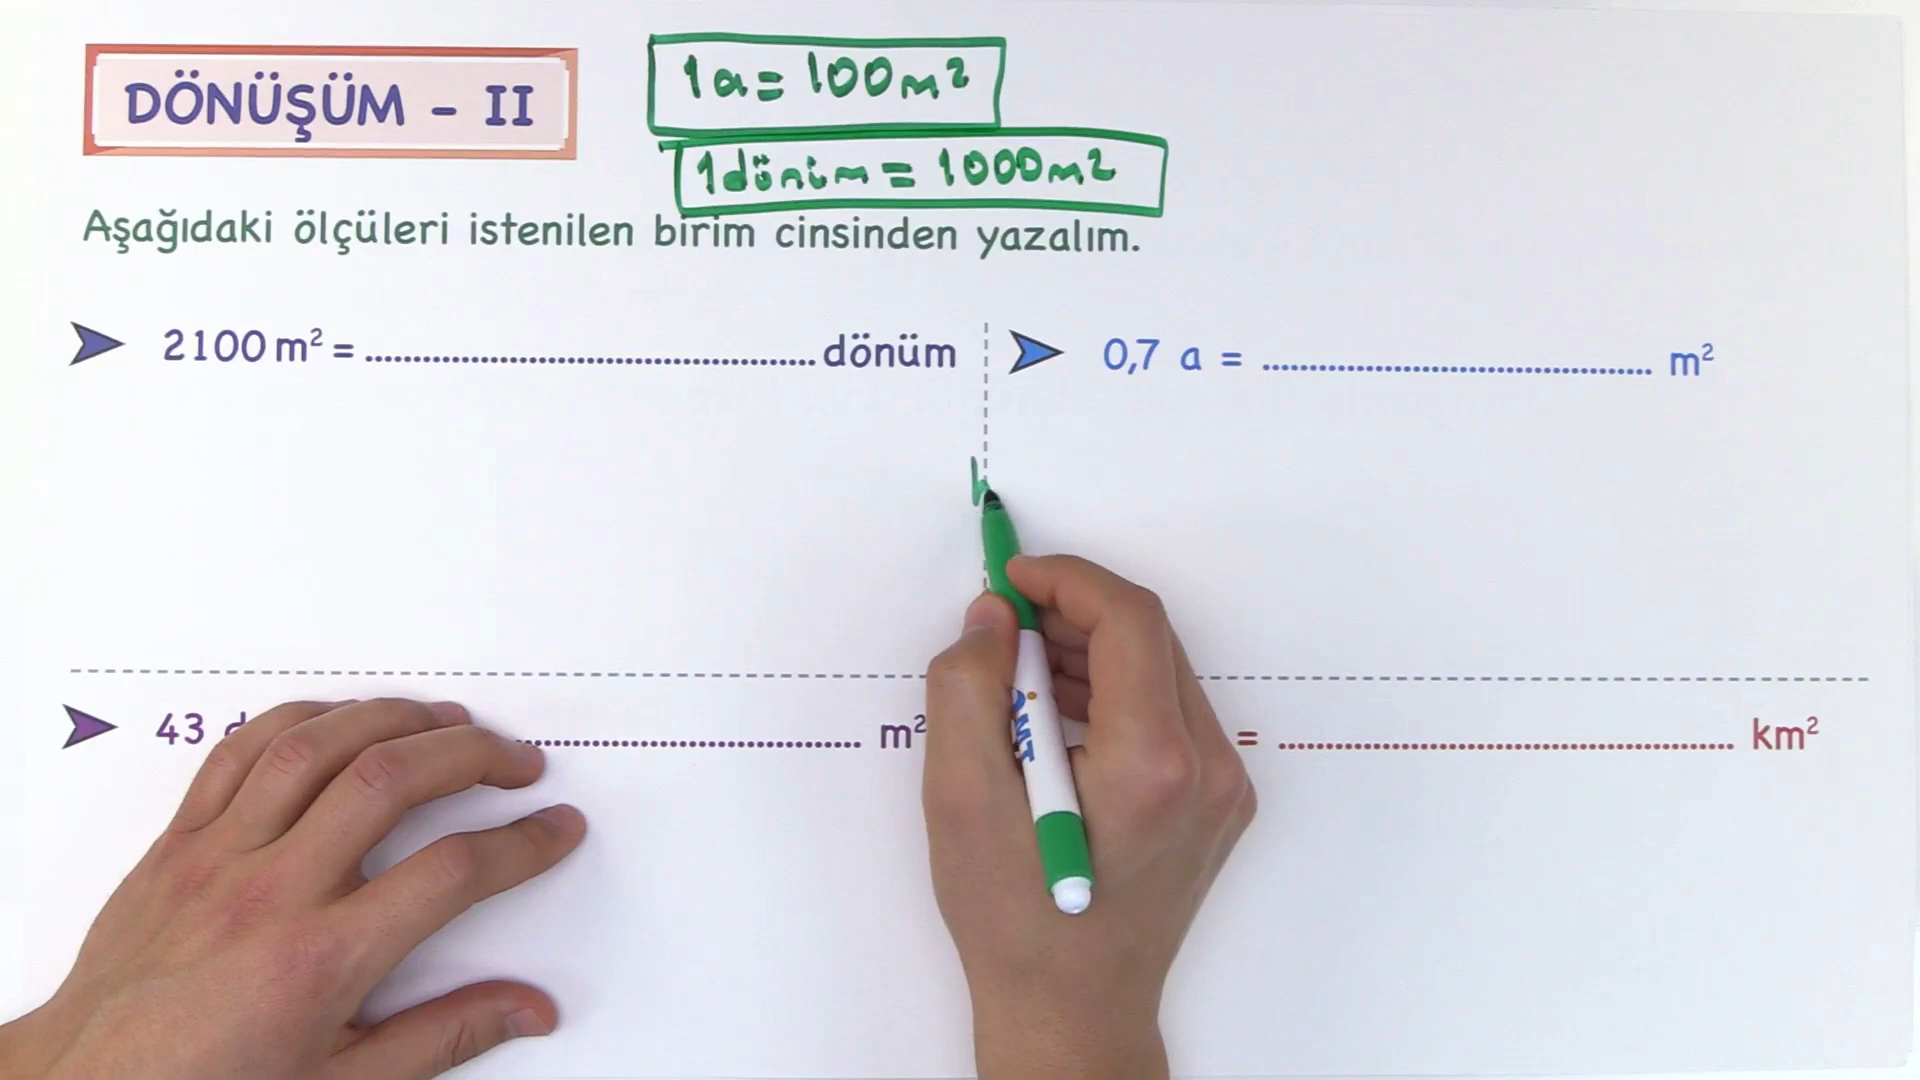 DÖNÜŞÜM - II
1a = 100m²
1dönim = 1000m²
Aşağıdaki ölçüleri istenilen birim cinsinden yazalım.
2100 m² = ................................................ dönüm
0,7 a = ................................................ m²
43 ................................................ m²
= ................................................ km²